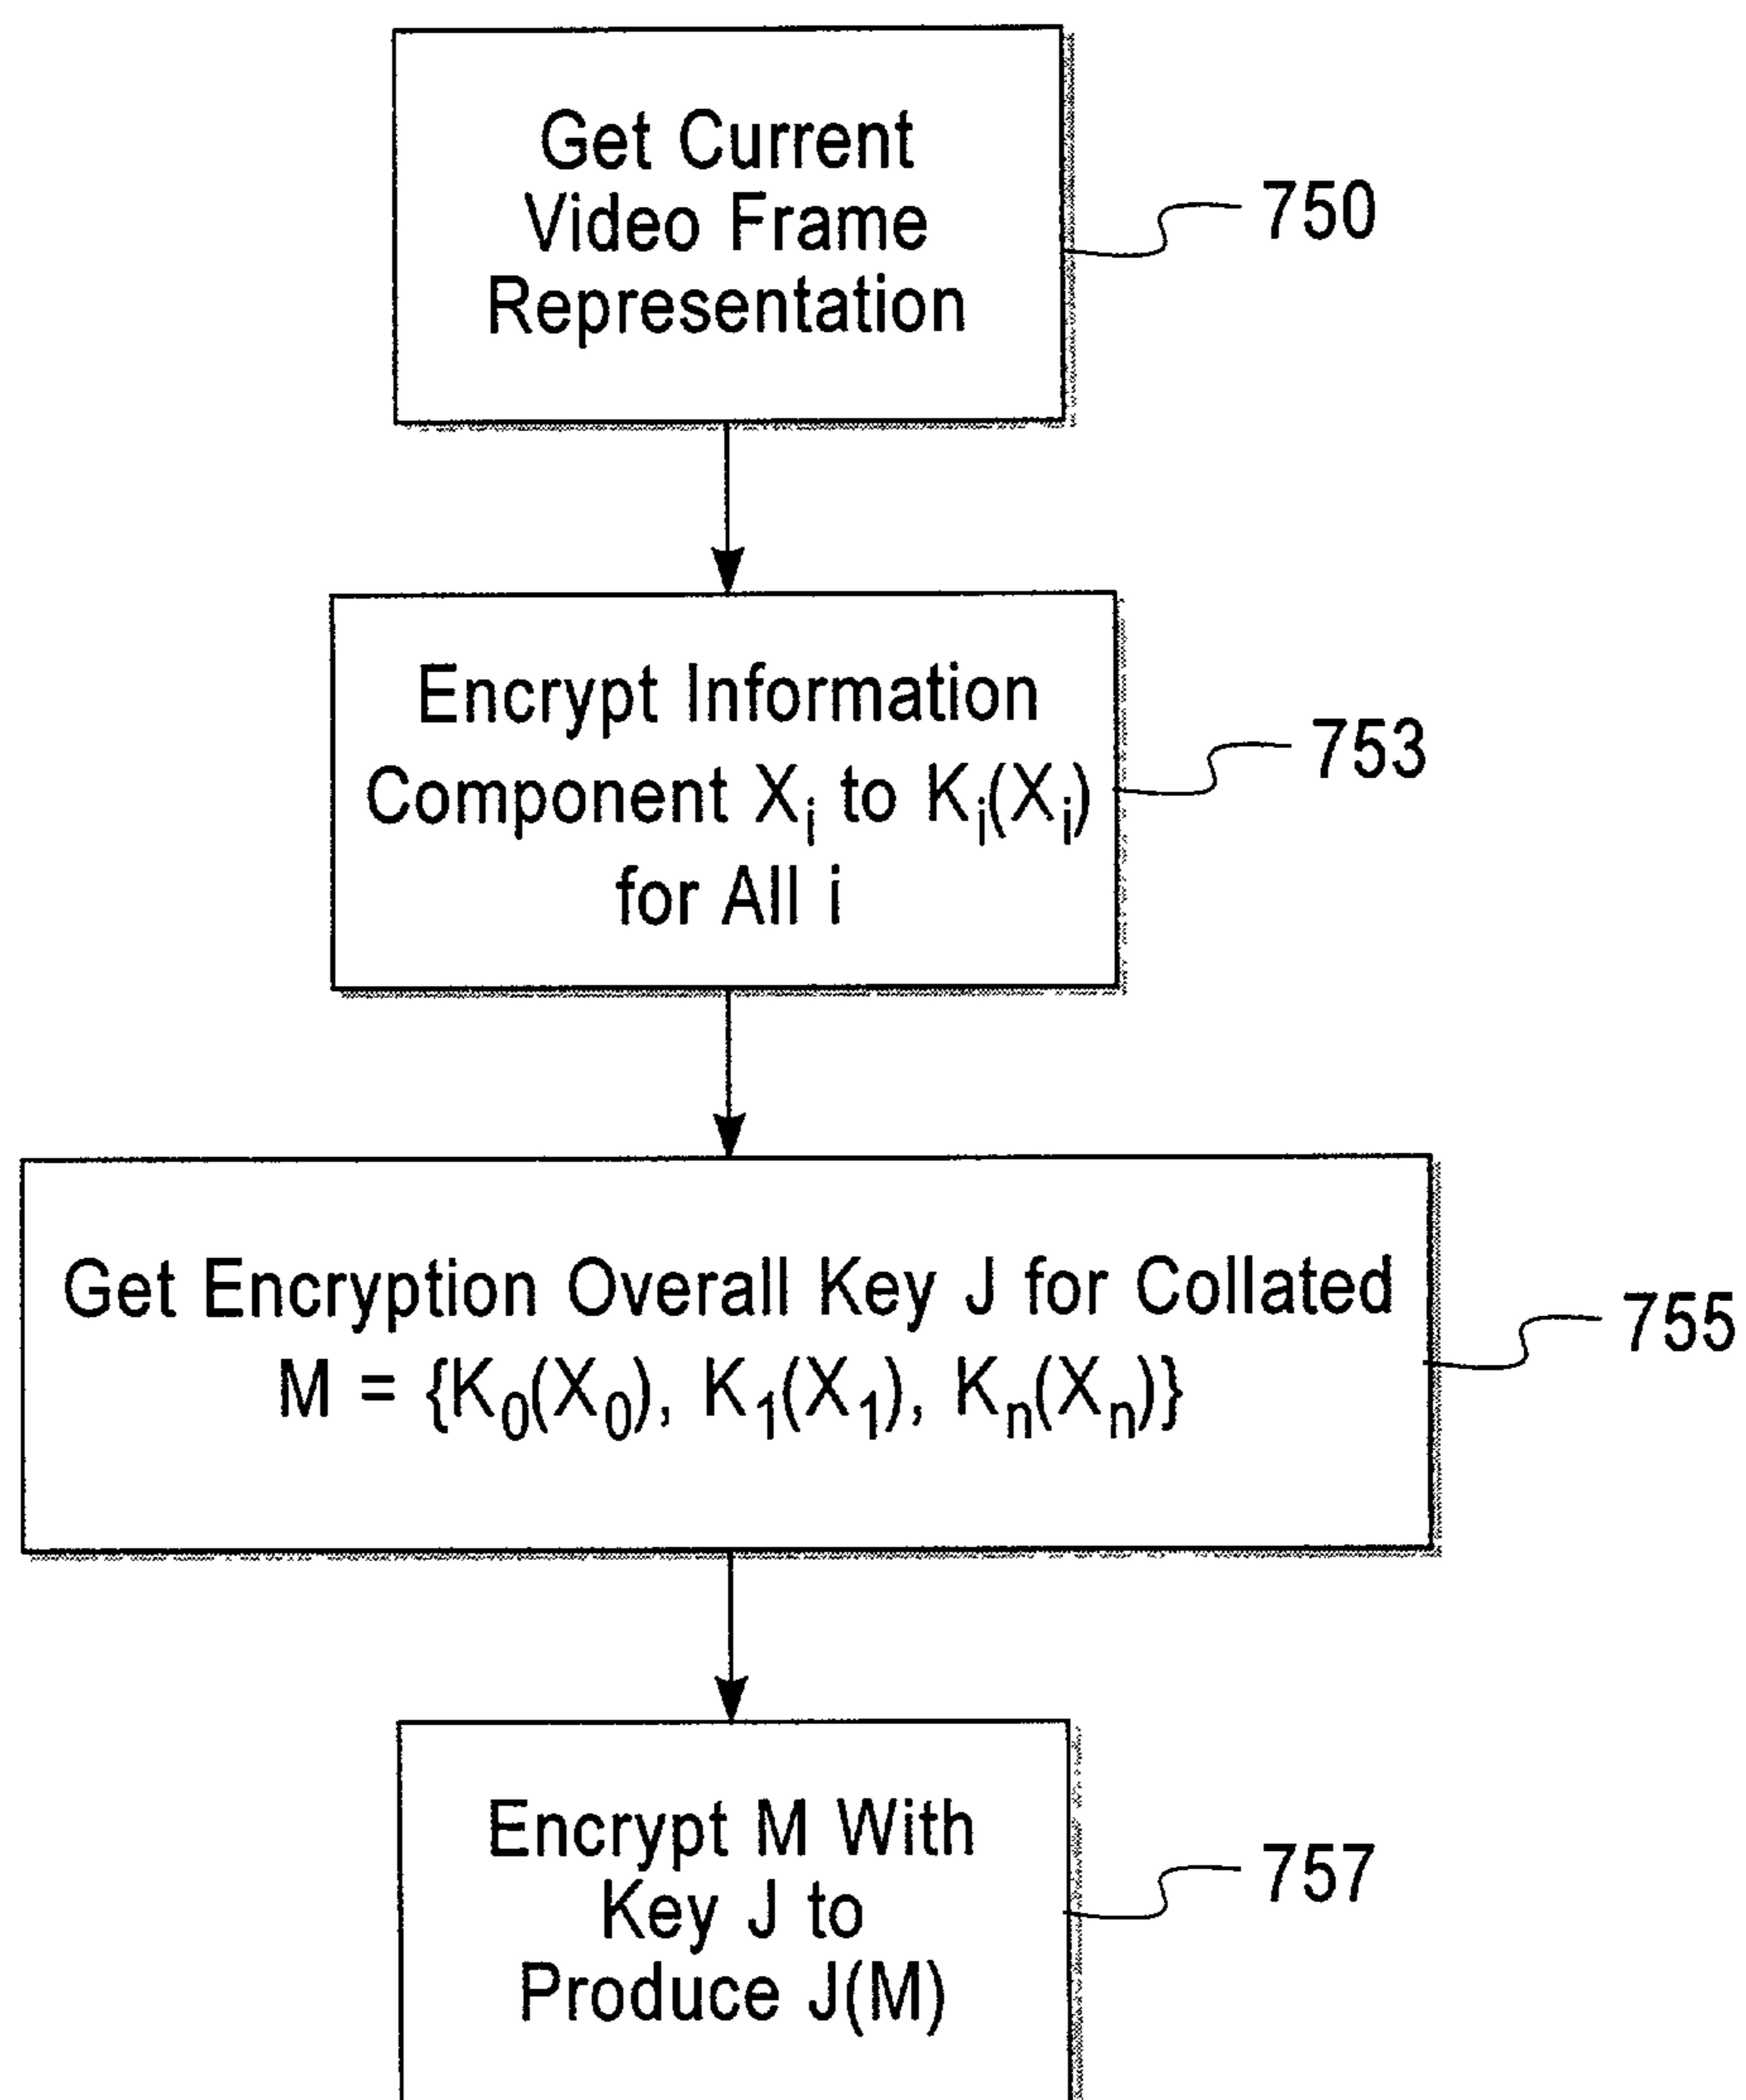 Get Current
Video Frame
Representation
750
Encrypt Information
Component Xᵢ to Kᵢ(Xᵢ)
for All i
753
Get Encryption Overall Key J for Collated
M = {K₀(X₀), K₁(X₁), Kₙ(Xₙ)}
755
Encrypt M With
Key J to
Produce J(M)
757